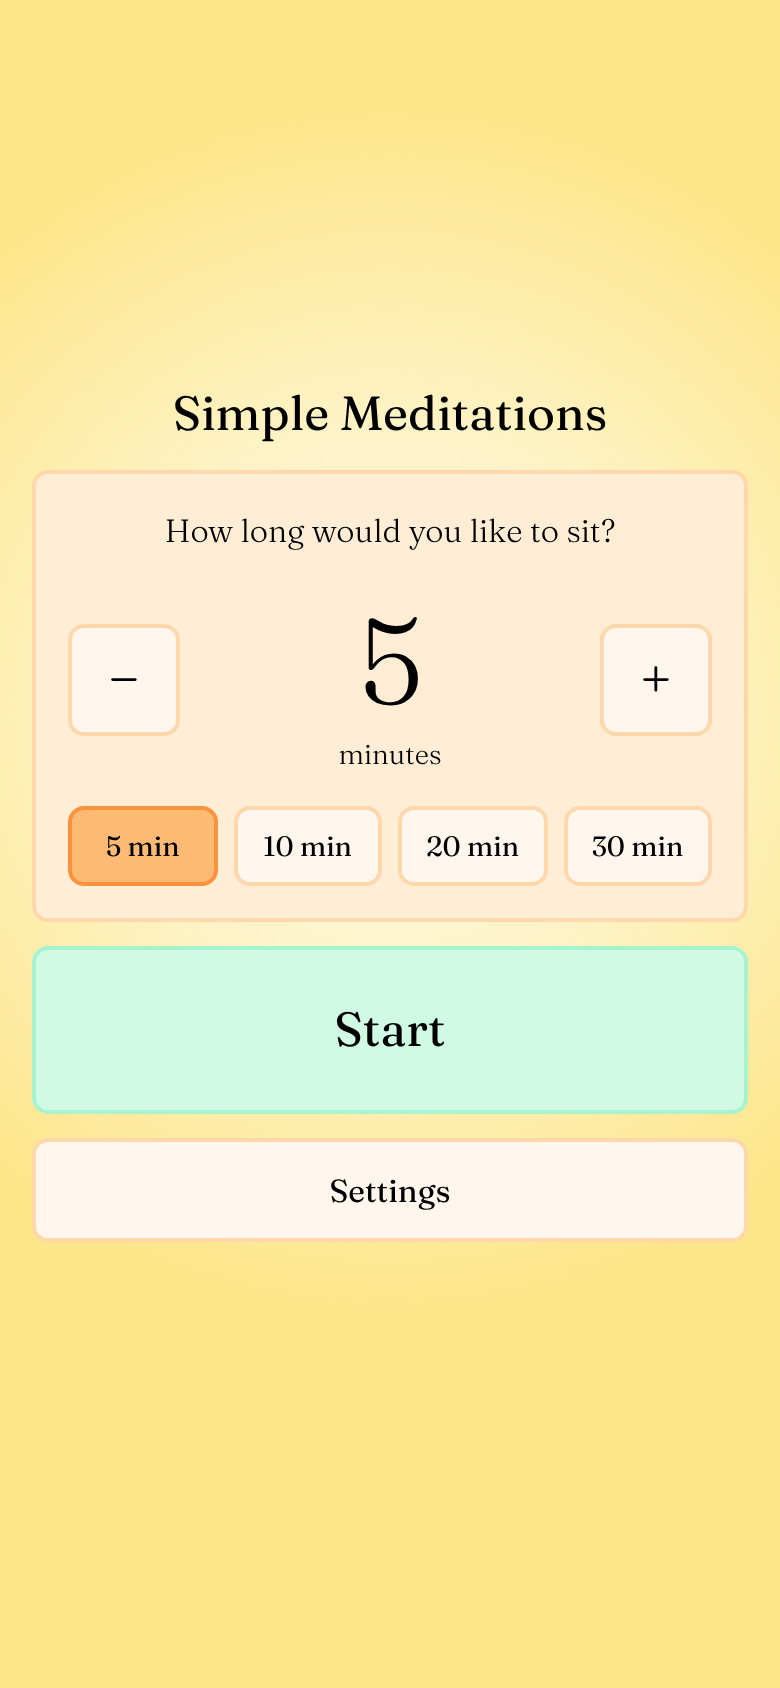 Simple Meditations
How long would you like to sit?
− 5 +
minutes
5 min 10 min 20 min 30 min
Start
Settings